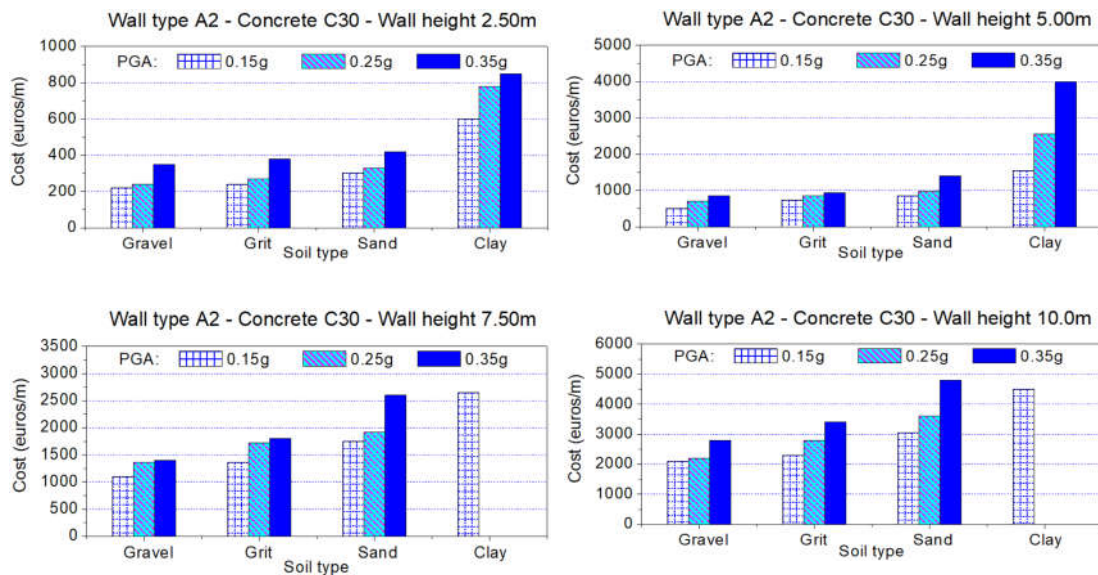 Wall type A2 - Concrete C30 - Wall height 2.50m
1000
800
600
400
200
0
Cost (euros/m)
PGA: 0.15g 0.25g 0.35g
Gravel Grit Sand Clay
Soil type
Wall type A2 - Concrete C30 - Wall height 5.00m
5000
4000
3000
2000
1000
0
Cost (euros/m)
PGA: 0.15g 0.25g 0.35g
Gravel Grit Sand Clay
Soil type
Wall type A2 - Concrete C30 - Wall height 7.50m
3500
3000
2500
2000
1500
1000
500
0
Cost (euros/m)
PGA: 0.15g 0.25g 0.35g
Gravel Grit Sand Clay
Soil type
Wall type A2 - Concrete C30 - Wall height 10.0m
6000
5000
4000
3000
2000
1000
0
Cost (euros/m)
PGA: 0.15g 0.25g 0.35g
Gravel Grit Sand Clay
Soil type